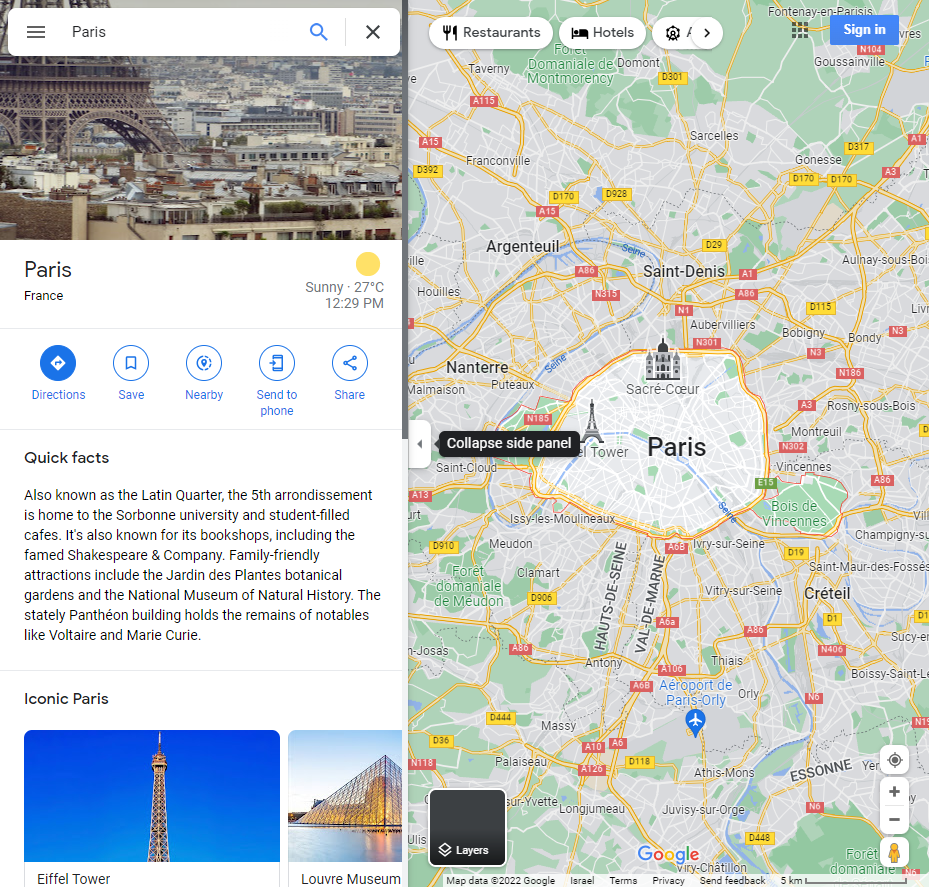 Paris
Restaurants
Hotels
Sign in
Paris
France
Sunny · 27°C
12:29 PM
Directions
Save
Nearby
Send to
phone
Share
Collapse side panel
Quick facts
Also known as the Latin Quarter, the 5th arrondissement
is home to the Sorbonne university and student-filled
cafes. It's also known for its bookshops, including the
famed Shakespeare & Company. Family-friendly
attractions include the Jardin des Plantes botanical
gardens and the National Museum of Natural History. The
stately Panthéon building holds the remains of notables
like Voltaire and Marie Curie.
Iconic Paris
Eiffel Tower
Louvre Museum
Fontenay-en-Parisis
N104
Goussainville
Forêt
Domaniale de
Montmorency
Domont
Taverny
D301
A115
Sarcelles
A15
D317
A1
Franconville
Gonesse
D392
A3
D170
D170
D170
D928
A15
Argenteuil
Seine
D29
Aulnay-sous-Boi
A86
Saint-Denis
A1
Houilles
N315
A86
D115
N1
Aubervilliers
Bobigny
Bondy
N3
N301
N3
Nanterre
Seine
N186
Puteaux
Malmaison
Sacré-Cœur
A3
Rosny-sous-Bois
N185
Montreuil
el Tower
Paris
N302
Saint-Cloud
Vincennes
E15
A86
A13
Bois de
Vincennes
Issy-les-Moulineaux
Seine
Champigny-su
D910
Meudon
A6B
Ivry-sur-Seine
D19
Forêt
domaniale
de Meudon
Clamart
Saint-Maur-des-Fossés
D906
HAUTS-DE-SEINE
VAL-DE-MARNE
Vitry-sur-Seine
Créteil
A6a
D1
A86
Sucy-e
n-Josas
A86
N406
Antony
Thiais
A106
Boissy-Saint-Lé
A6B
Aéroport de
Paris-Orly
Orly
N6
D444
Massy
N19
D36
A10
A6
N118
Palaiseau
A126
D118
Athis-Mons
ESSONNE
sur-Yvette
Longjumeau
Juvisy-sur-Orge
N6
D448
Layers
Google
Viry-Châtillon
Forêt
domaniale
Map data ©2022 Google
Israel
Terms
Privacy
Send feedback
5 km